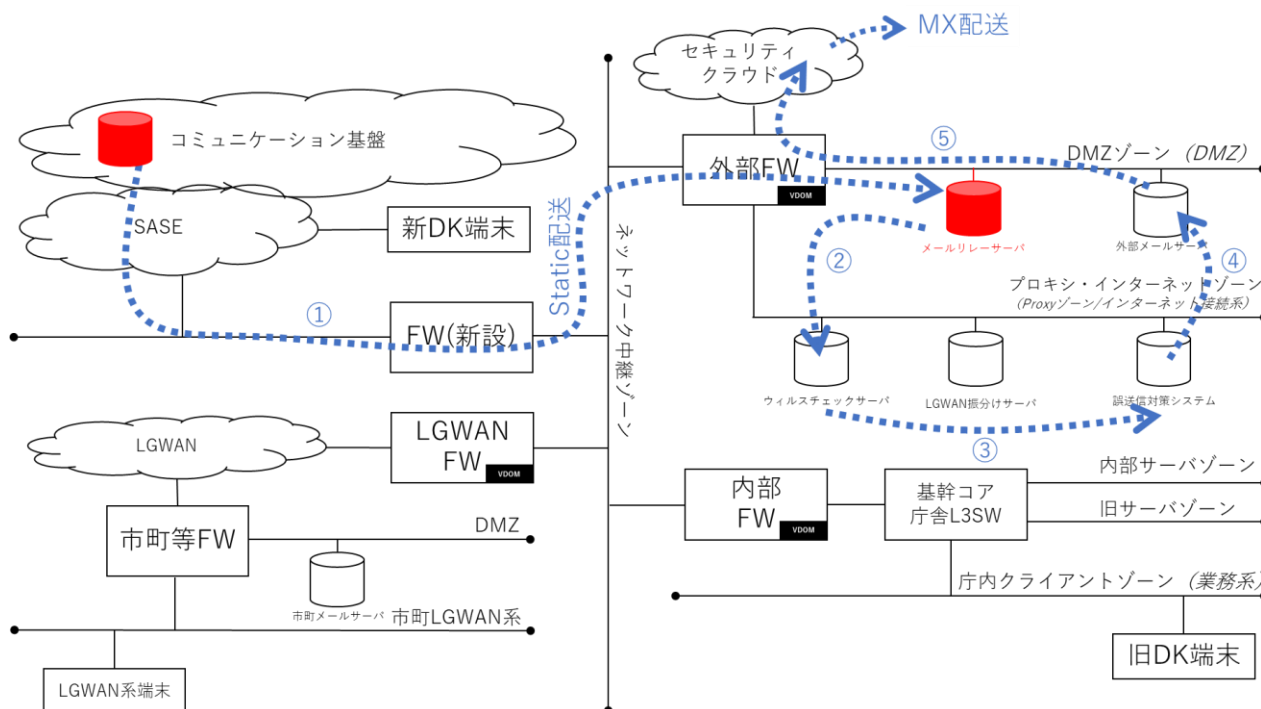 MX配送
セキュリティ
クラウド
コミュニケーション基盤
⑤
DMZゾーン（DMZ）
外部FW
VDOM
SASE
新DK端末
Static配送
ネットワーク中継ゾーン
メールリレーサーバ
外部メールサーバ
②
④
プロキシ・インターネットゾーン
（Proxyゾーン/インターネット接続系）
①
FW(新設)
ウィルスチェックサーバ
LGWAN振分けサーバ
誤送信対策システム
③
LGWAN
LGWAN
FW
VDOM
内部サーバゾーン
内部
FW
VDOM
基幹コア
庁舎L3SW
旧サーバゾーン
市町等FW
DMZ
市町メールサーバ
市町LGWAN系
庁内クライアントゾーン（業務系）
旧DK端末
LGWAN系端末